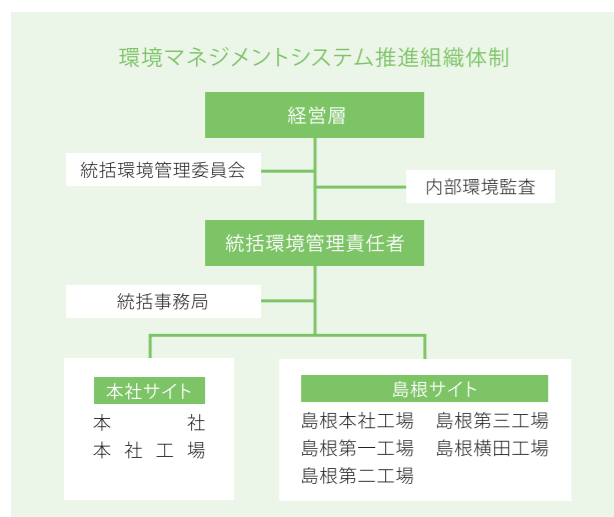 環境マネジメントシステム推進組織体制
経営層
統括環境管理委員会
内部環境監査
統括環境管理責任者
統括事務局
本社サイト
本社
本社工場
島根サイト
島根本社工場 島根第三工場
島根第一工場 島根横田工場
島根第二工場